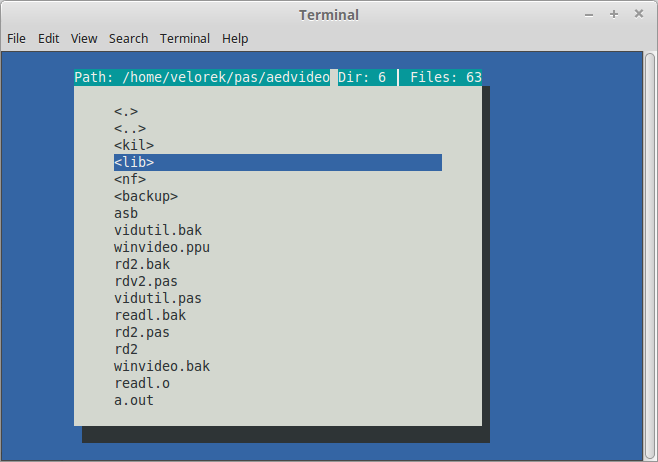 Terminal
File Edit View Search Terminal Help
Path: /home/velorek/pas/aedvideo Dir: 6 | Files: 63
<.>
<..>
<kil>
<lib>
<nf>
<backup>
asb
vidutil.bak
winvideo.ppu
rd2.bak
rdv2.pas
vidutil.pas
readl.bak
rd2.pas
rd2
winvideo.bak
readl.o
a.out